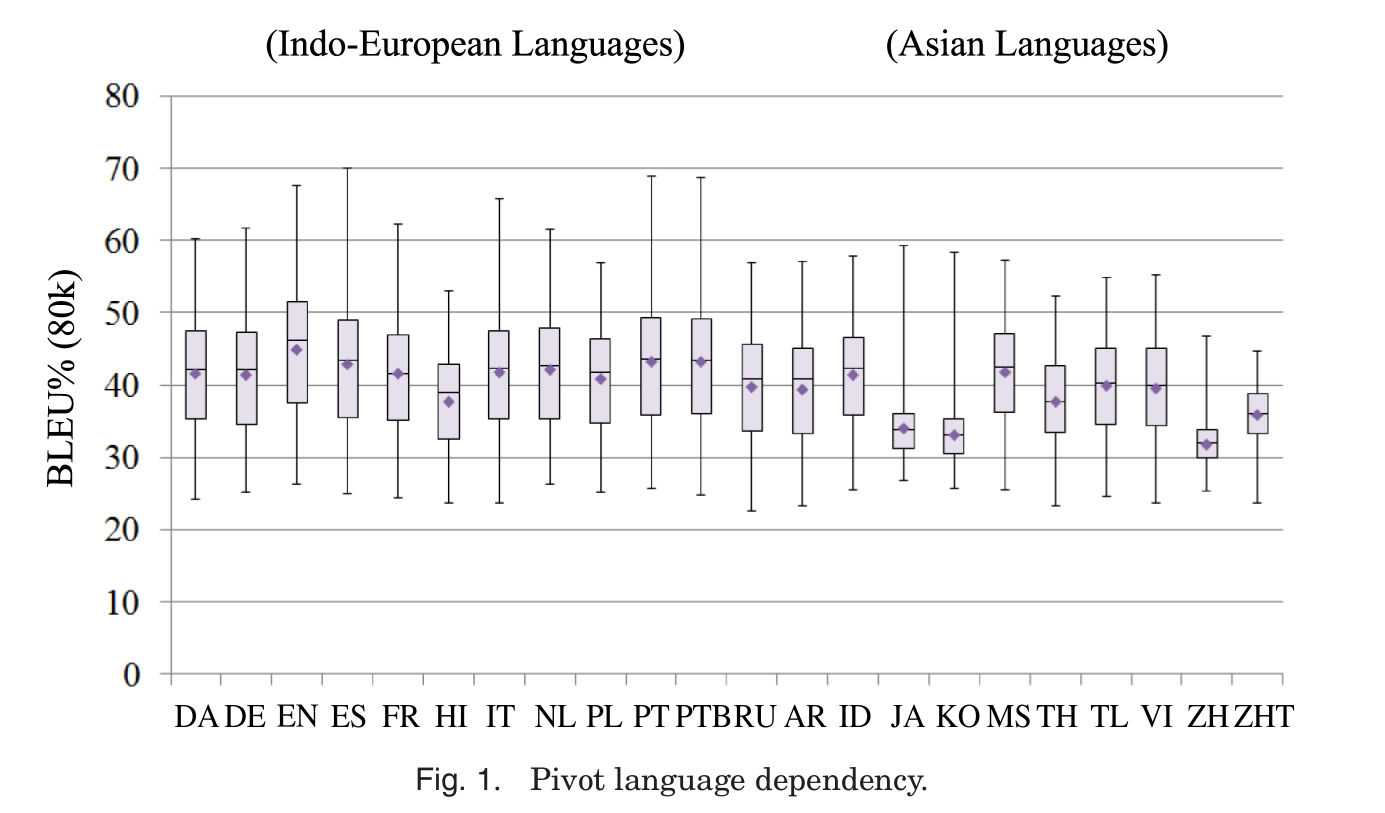 (Indo-European Languages) (Asian Languages)
80
70
60
50
40
30
20
10
0
BLEU% (80k)
DA DE EN ES FR HI IT NL PL PT PTB RU AR ID JA KO MS TH TL VI ZH ZHT
Fig. 1. Pivot language dependency.